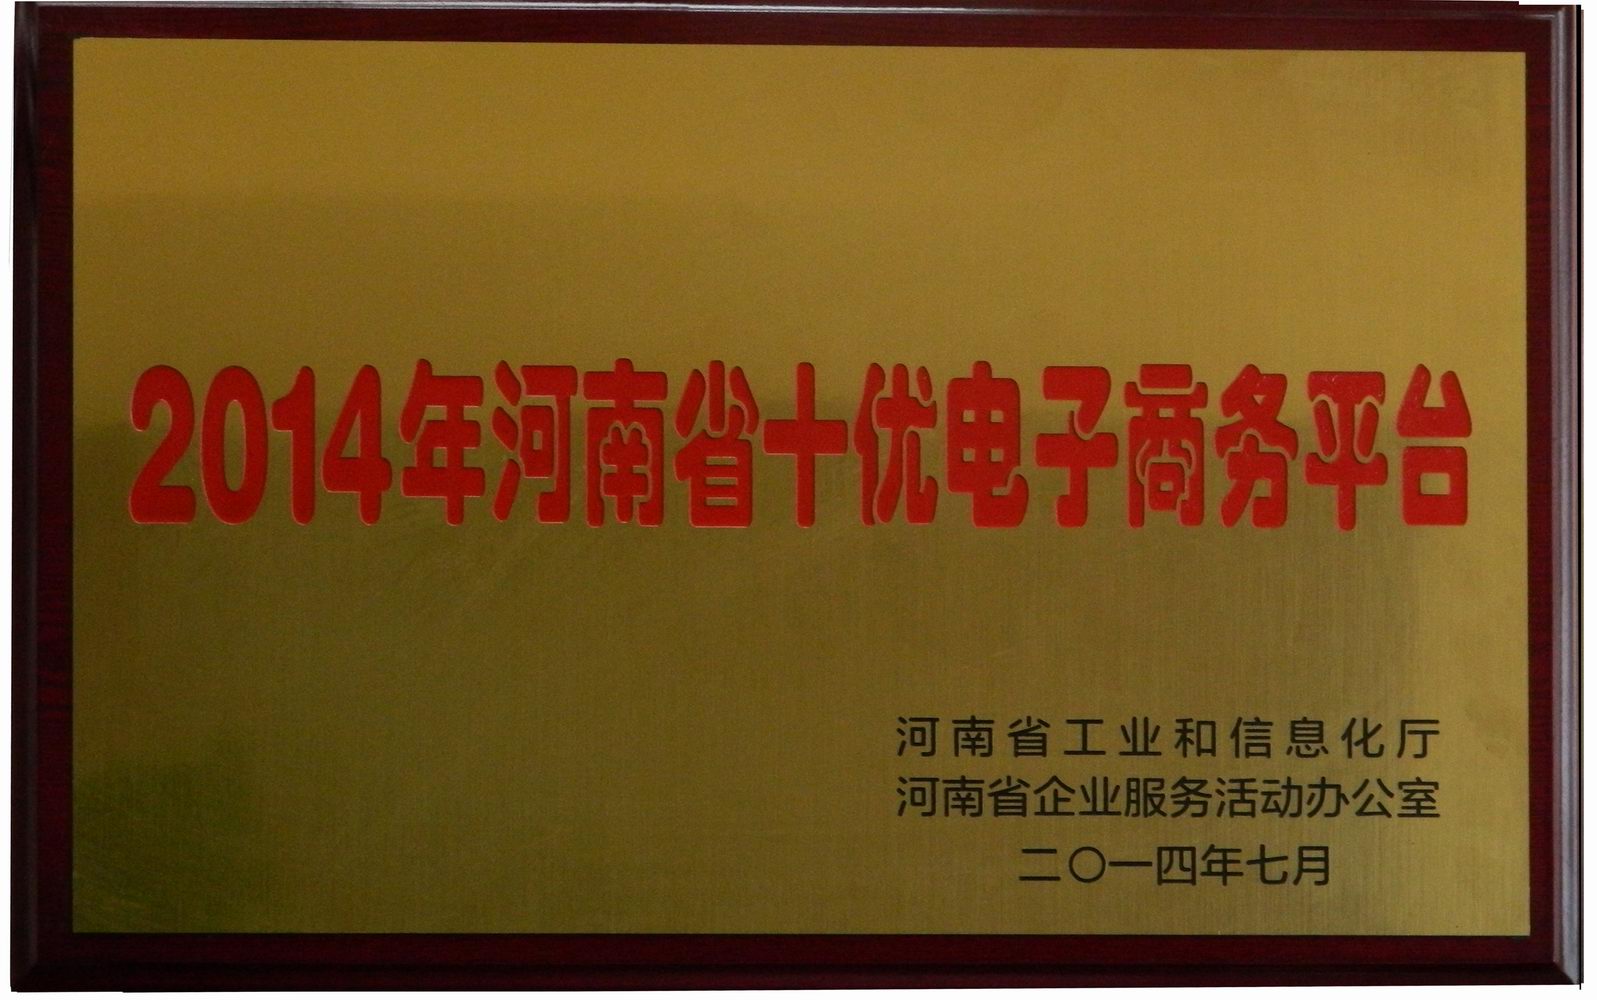 2014年河南省十优电子商务平台
河南省工业和信息化厅
河南省企业服务活动办公室
二〇一四年七月